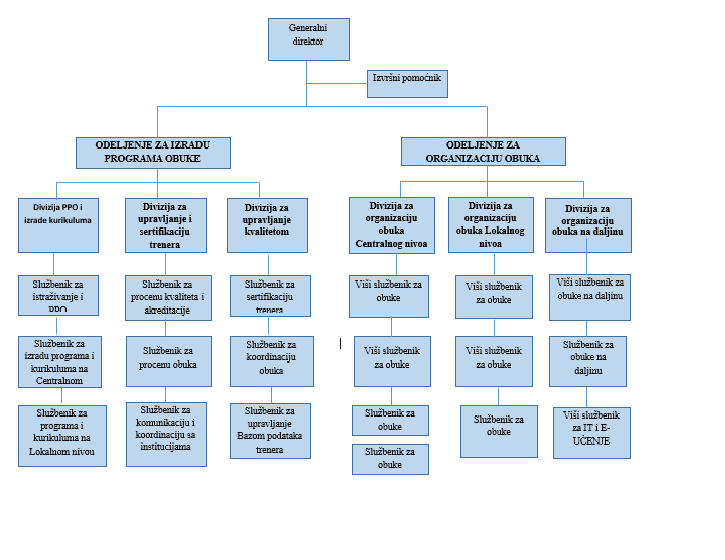 Generalni
direktor
Izvršni pomoćnik
ODELJENJE ZA IZRADU
PROGRAMA OBUKE
ODELJENJE ZA
ORGANIZACIJU OBUKA
Divizija PPO i
izrade kurikuluma
Divizija za
upravljanje i
sertifikaciju
trenera
Divizija za
upravljanje
kvalitetom
Divizija za
organizaciju
obuka
Centralnog nivoa
Divizija za
organizaciju
obuka Lokalnog
nivoa
Divizija za
organizaciju
obuka na daljinu
Službenik za
istraživanje i
PPO
Službenik za
procenu kvaliteta i
akreditacije
Službenik za
sertifikaciju
trenera
Viši službenik za
obuke
Viši službenik
za obuke
Viši službenik za
obuke na daljinu
Službenik za
izradu programa i
kurikuluma na
Centralnom
Službenik za
procenu obuka
Službenik za
koordinaciju
obuka
Viši službenik
za obuke
Viši službenik
za obuke
Službenik za
obuke na
daljinu
Službenik za
programa i
kurikuluma na
Lokalnom nivou
Službenik za
komunikaciju i
koordinaciju sa
institucijama
Službenik za
upravljanje
Bazom podataka
trenera
Službenik za
obuke
Službenik za
obuke
Viši službenik
za IT i E-
UČENJE
Službenik za
obuke